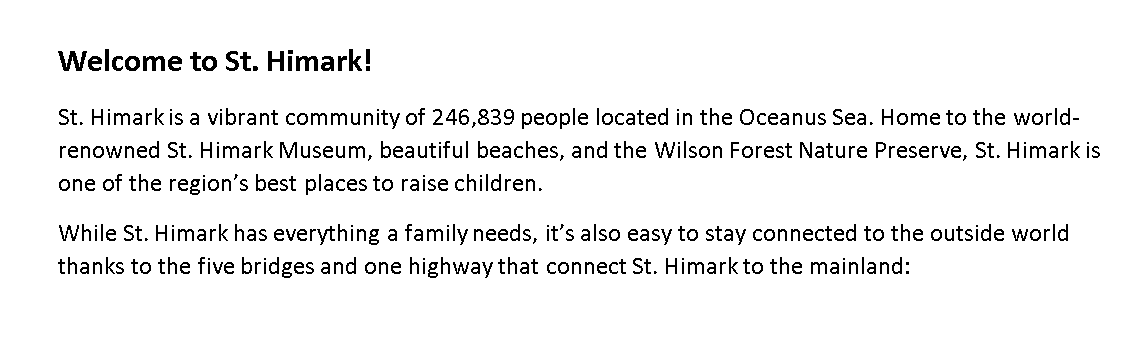 Welcome to St. Himark!
St. Himark is a vibrant community of 246,839 people located in the Oceanus Sea. Home to the world-
renowned St. Himark Museum, beautiful beaches, and the Wilson Forest Nature Preserve, St. Himark is
one of the region’s best places to raise children.
While St. Himark has everything a family needs, it’s also easy to stay connected to the outside world
thanks to the five bridges and one highway that connect St. Himark to the mainland: